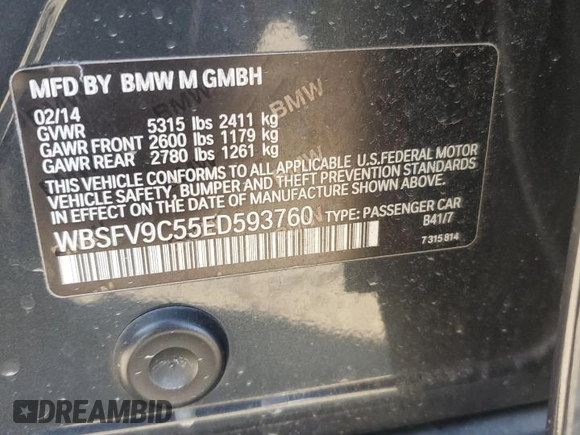 MFD BY BMW M GMBH
02/14
GVWR 5315 lbs 2411 kg
GAWR FRONT 2600 lbs 1179 kg
GAWR REAR 2780 lbs 1261 kg
THIS VEHICLE CONFORMS TO ALL APPLICABLE U.S.FEDERAL MOTOR
VEHICLE SAFETY, BUMPER AND THEFT PREVENTION STANDARDS
IN EFFECT ON THE DATE OF MANUFACTURE SHOWN ABOVE.
WBSFV9C55ED593760 TYPE: PASSENGER CAR
B41/7
7 315 814
BMW
DREAMBID